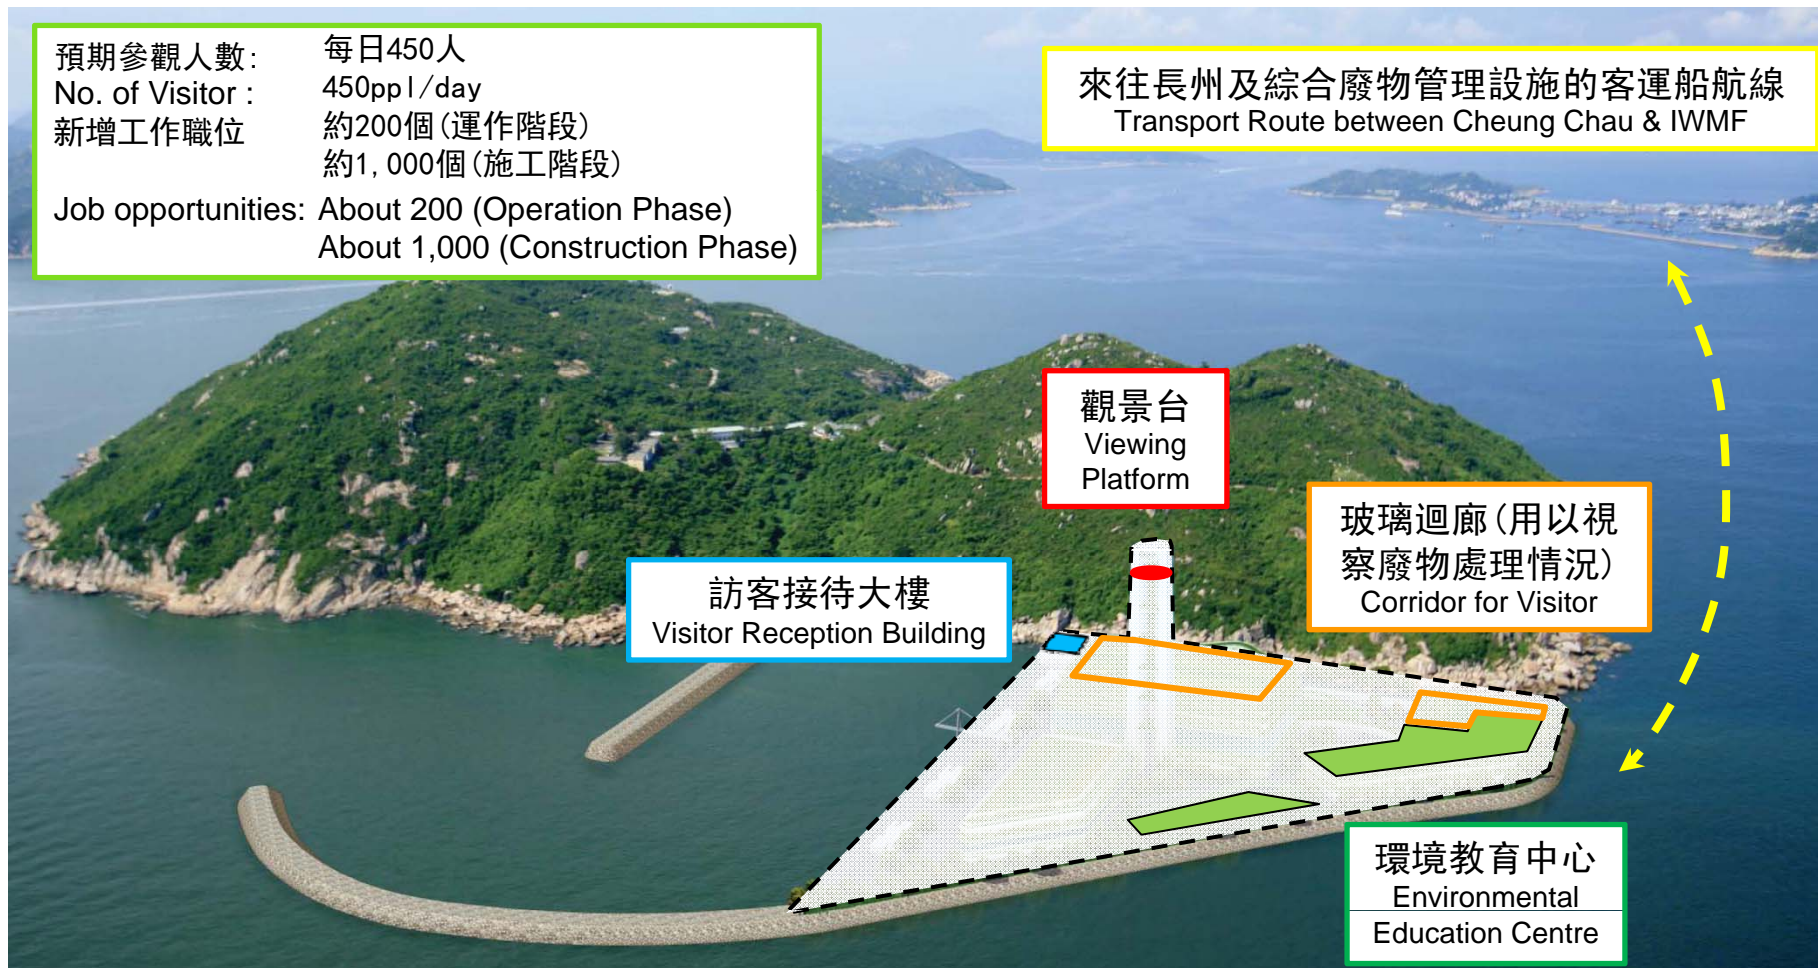 預期參觀人數: 每日450人
No. of Visitor : 450ppl/day
新增工作職位 約200個(運作階段)
約1,000個(施工階段)
Job opportunities: About 200 (Operation Phase)
About 1,000 (Construction Phase)
來往長州及綜合廢物管理設施的客運船航線
Transport Route between Cheung Chau & IWMF
觀景台
Viewing
Platform
玻璃迴廊(用以視
察廢物處理情況)
Corridor for Visitor
訪客接待大樓
Visitor Reception Building
環境教育中心
Environmental
Education Centre